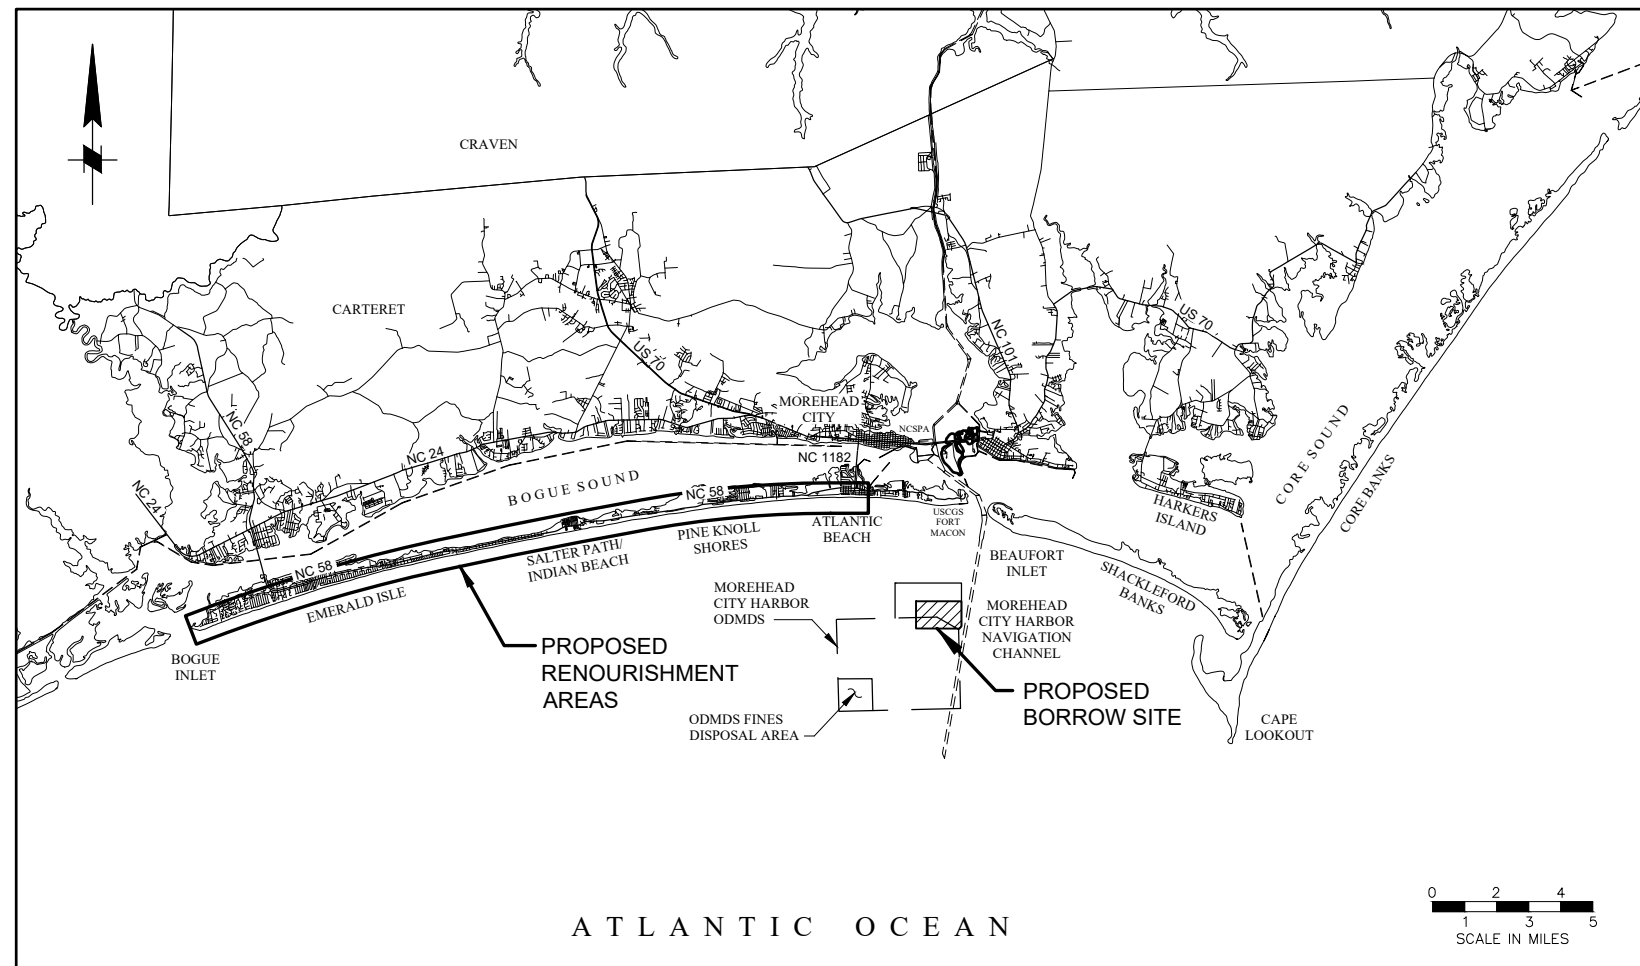 CRAVEN
CARTERET
US 70
NC 101
US 70
MOREHEAD
CITY
NCSPA
NC 58
NC 24
NC 1182
NC 24
BOGUE SOUND
NC 58
NC 58
CORE SOUND
CORE BANKS
HARKERS
ISLAND
USCGS
FORT
MACON
ATLANTIC
BEACH
PINE KNOLL
SHORES
SALTER PATH/
INDIAN BEACH
EMERALD ISLE
BEAUFORT
INLET
SHACKLEFORD
BANKS
MOREHEAD
CITY HARBOR
ODMDS
MOREHEAD
CITY HARBOR
NAVIGATION
CHANNEL
BOGUE
INLET
PROPOSED
RENOURISHMENT
AREAS
PROPOSED
BORROW SITE
ODMDS FINES
DISPOSAL AREA
CAPE
LOOKOUT
ATLANTIC OCEAN
0 2 4
1 3 5
SCALE IN MILES